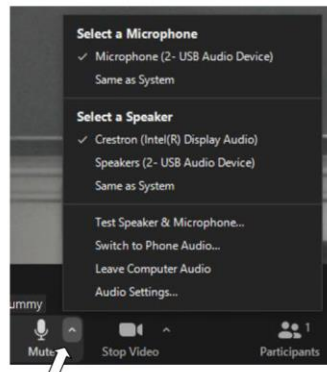 Select a Microphone
✓ Microphone (2- USB Audio Device)
Same as System
Select a Speaker
✓ Crestron (Intel(R) Display Audio)
Speakers (2- USB Audio Device)
Same as System
Test Speaker & Microphone...
Switch to Phone Audio...
Leave Computer Audio
Audio Settings...
ummy
1
Mute Stop Video Participants